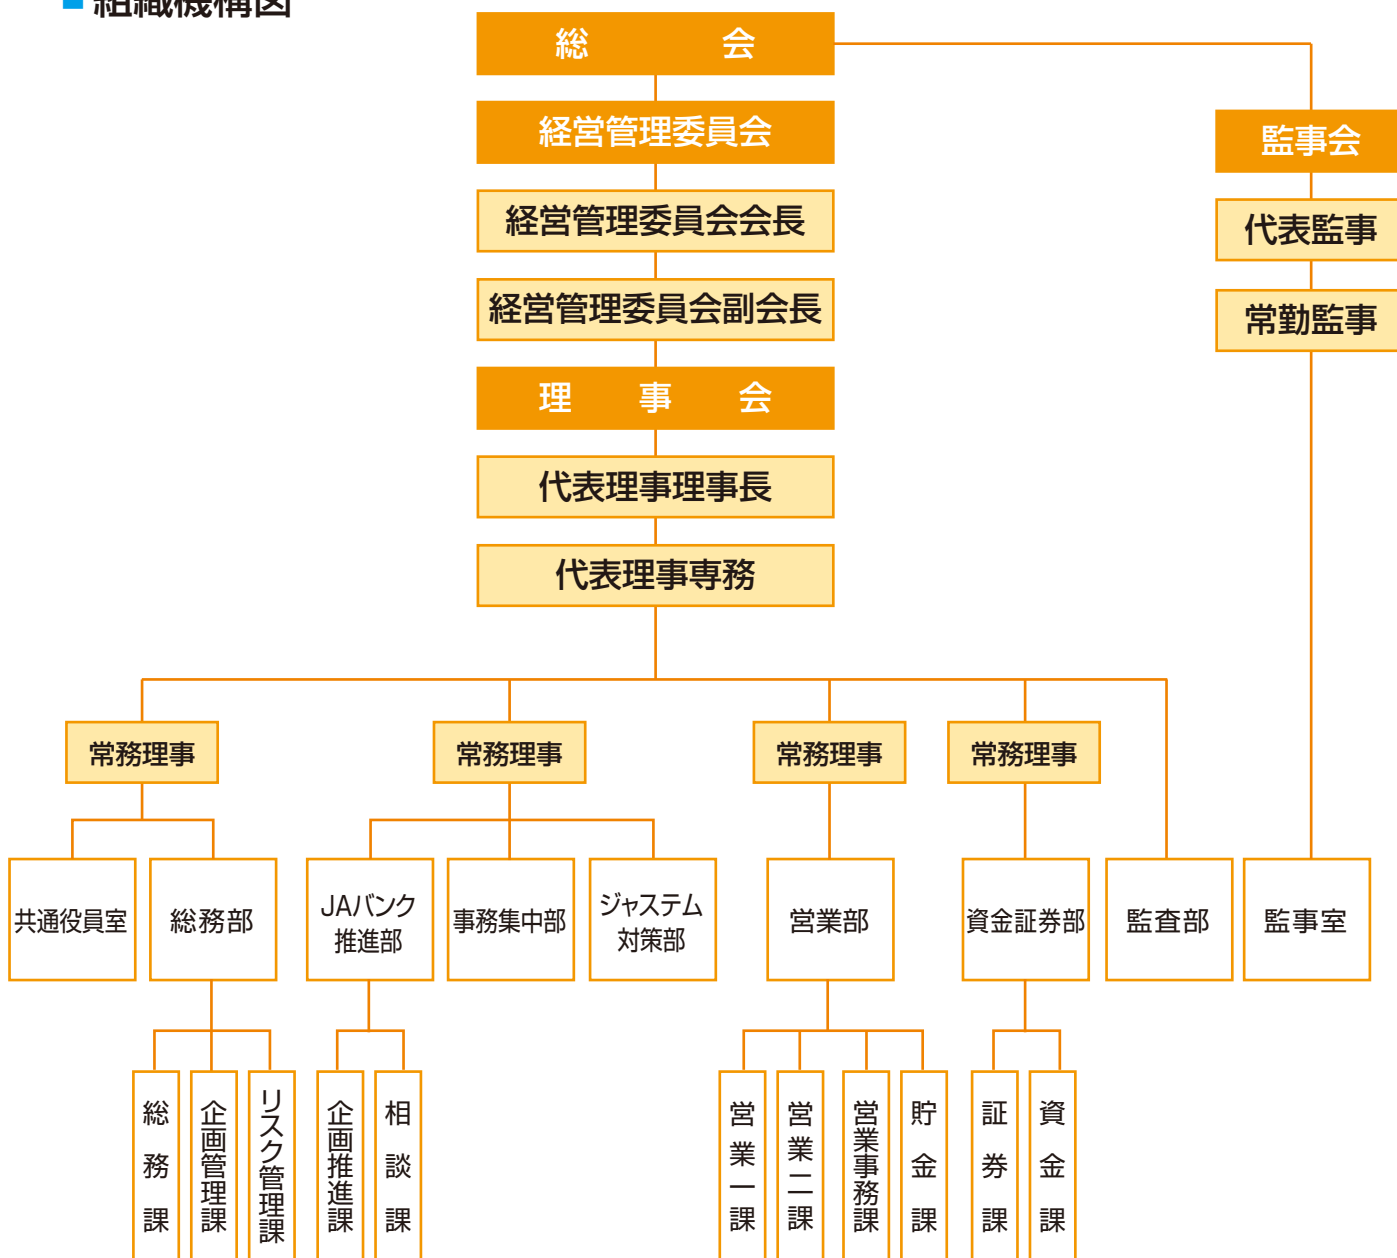 組織機構図
総会
経営管理委員会
監事会
経営管理委員会会長
代表監事
経営管理委員会副会長
常勤監事
理事会
代表理事理事長
代表理事専務
常務理事
常務理事
常務理事
常務理事
共通役員室
総務部
JAバンク
推進部
事務集中部
ジャステム
対策部
営業部
資金証券部
監査部
監事室
総務課
企画管理課
リスク管理課
企画推進課
相談課
営業一課
営業二課
営業事務課
貯金課
証券課
資金課